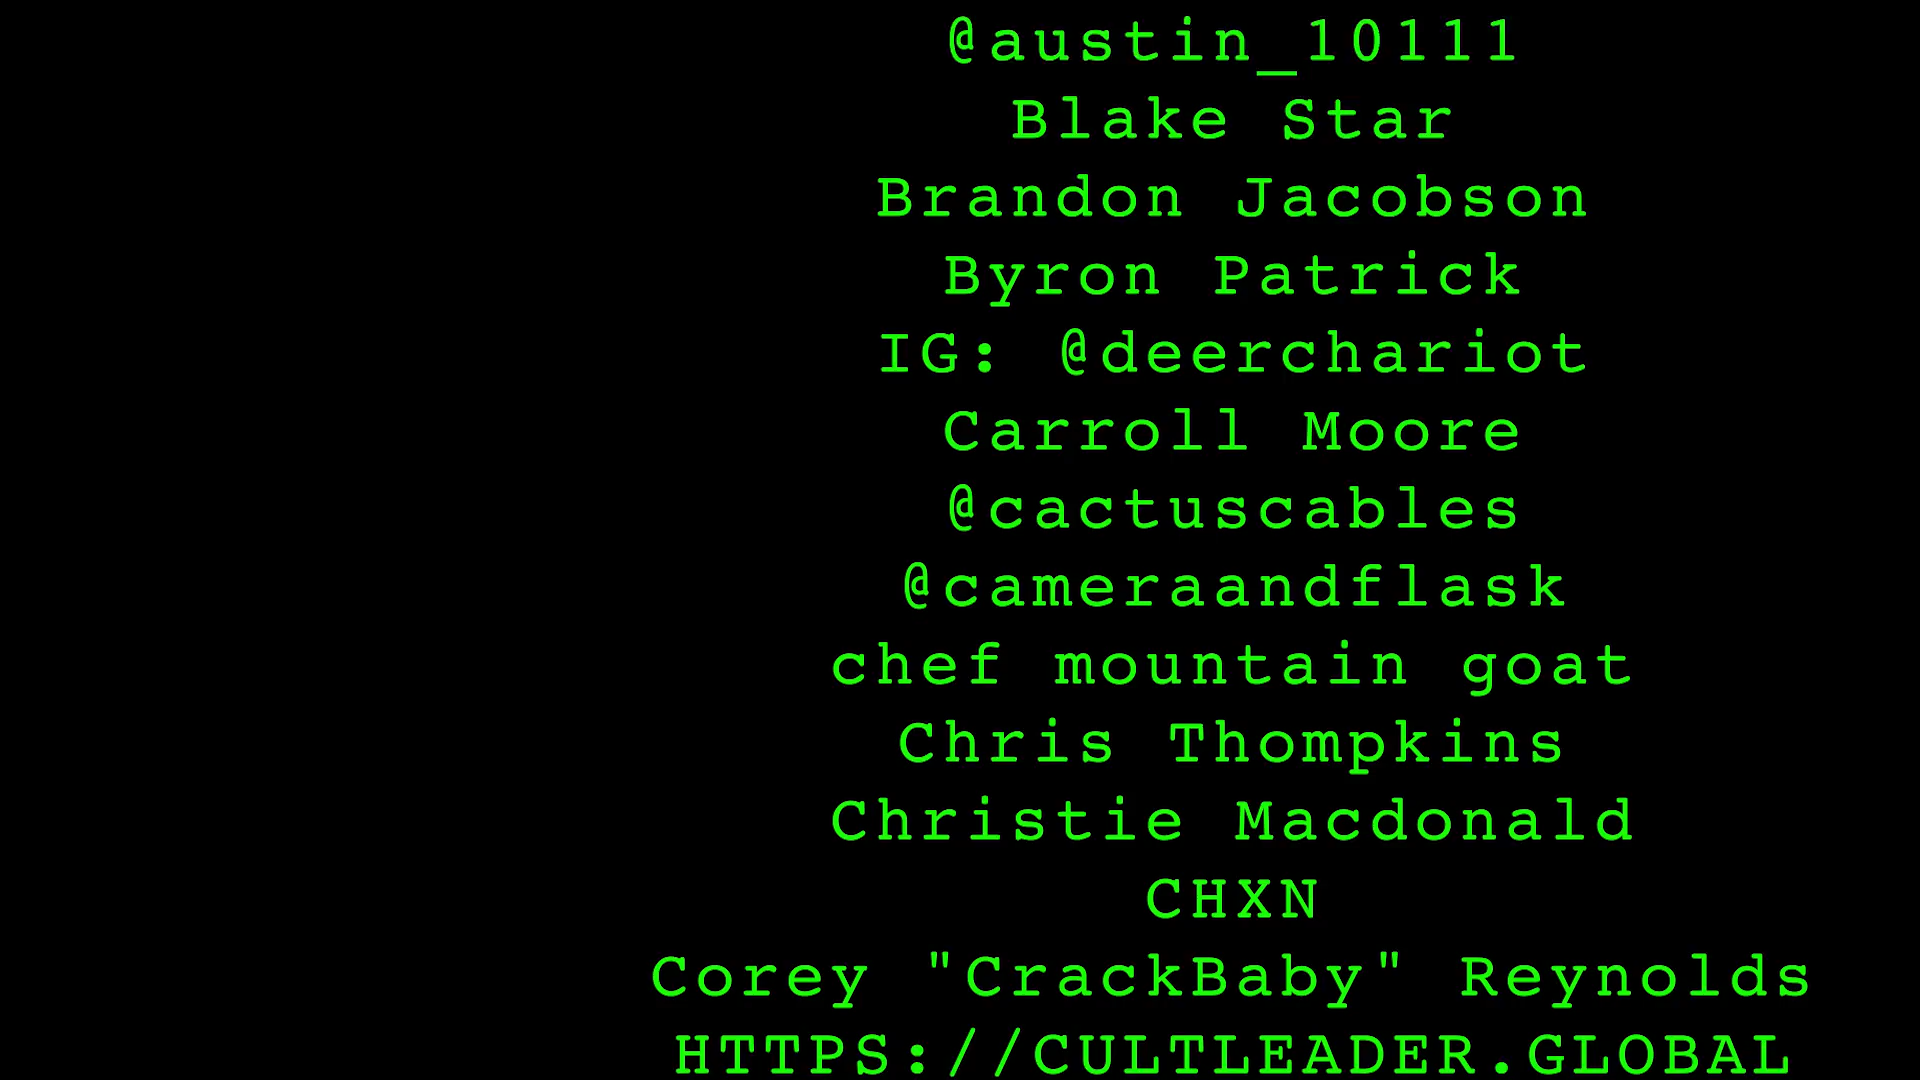 @austin_10111
Blake Star
Brandon Jacobson
Byron Patrick
IG: @deerchariot
Carroll Moore
@cactuscables
@cameraandflask
chef mountain goat
Chris Thompkins
Christie Macdonald
CHXN
Corey "CrackBaby" Reynolds
HTTPS://CULTLEADER.GLOBAL